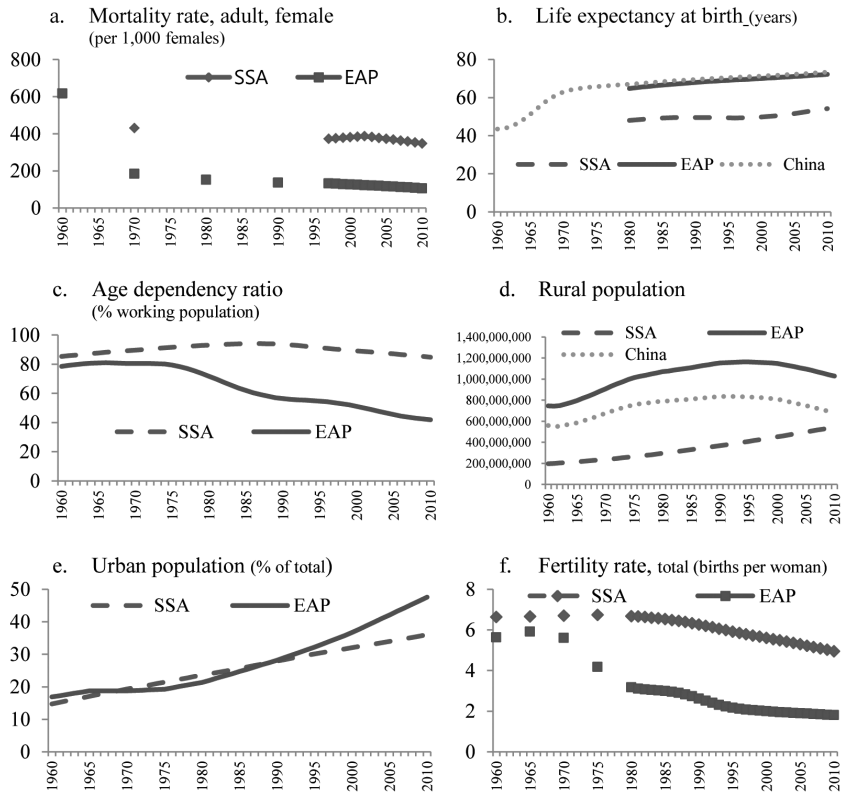 a. Mortality rate, adult, female
(per 1,000 females)
800
600
400
200
0
SSA EAP
1960 1965 1970 1975 1980 1985 1990 1995 2000 2005 2010
b. Life expectancy at birth (years)
80
60
40
20
0
SSA EAP China
1960 1965 1970 1975 1980 1985 1990 1995 2000 2005 2010
c. Age dependency ratio
(% working population)
100
80
60
40
20
0
SSA EAP
1960 1965 1970 1975 1980 1985 1990 1995 2000 2005 2010
d. Rural population
SSA EAP
China
1,400,000,000
1,200,000,000
1,000,000,000
800,000,000
600,000,000
400,000,000
200,000,000
0
1960 1965 1970 1975 1980 1985 1990 1995 2000 2005 2010
e. Urban population (% of total)
50
40
30
20
10
0
SSA EAP
1960 1965 1970 1975 1980 1985 1990 1995 2000 2005 2010
f. Fertility rate, total (births per woman)
8
6
4
2
0
SSA EAP
1960 1965 1970 1975 1980 1985 1990 1995 2000 2005 2010